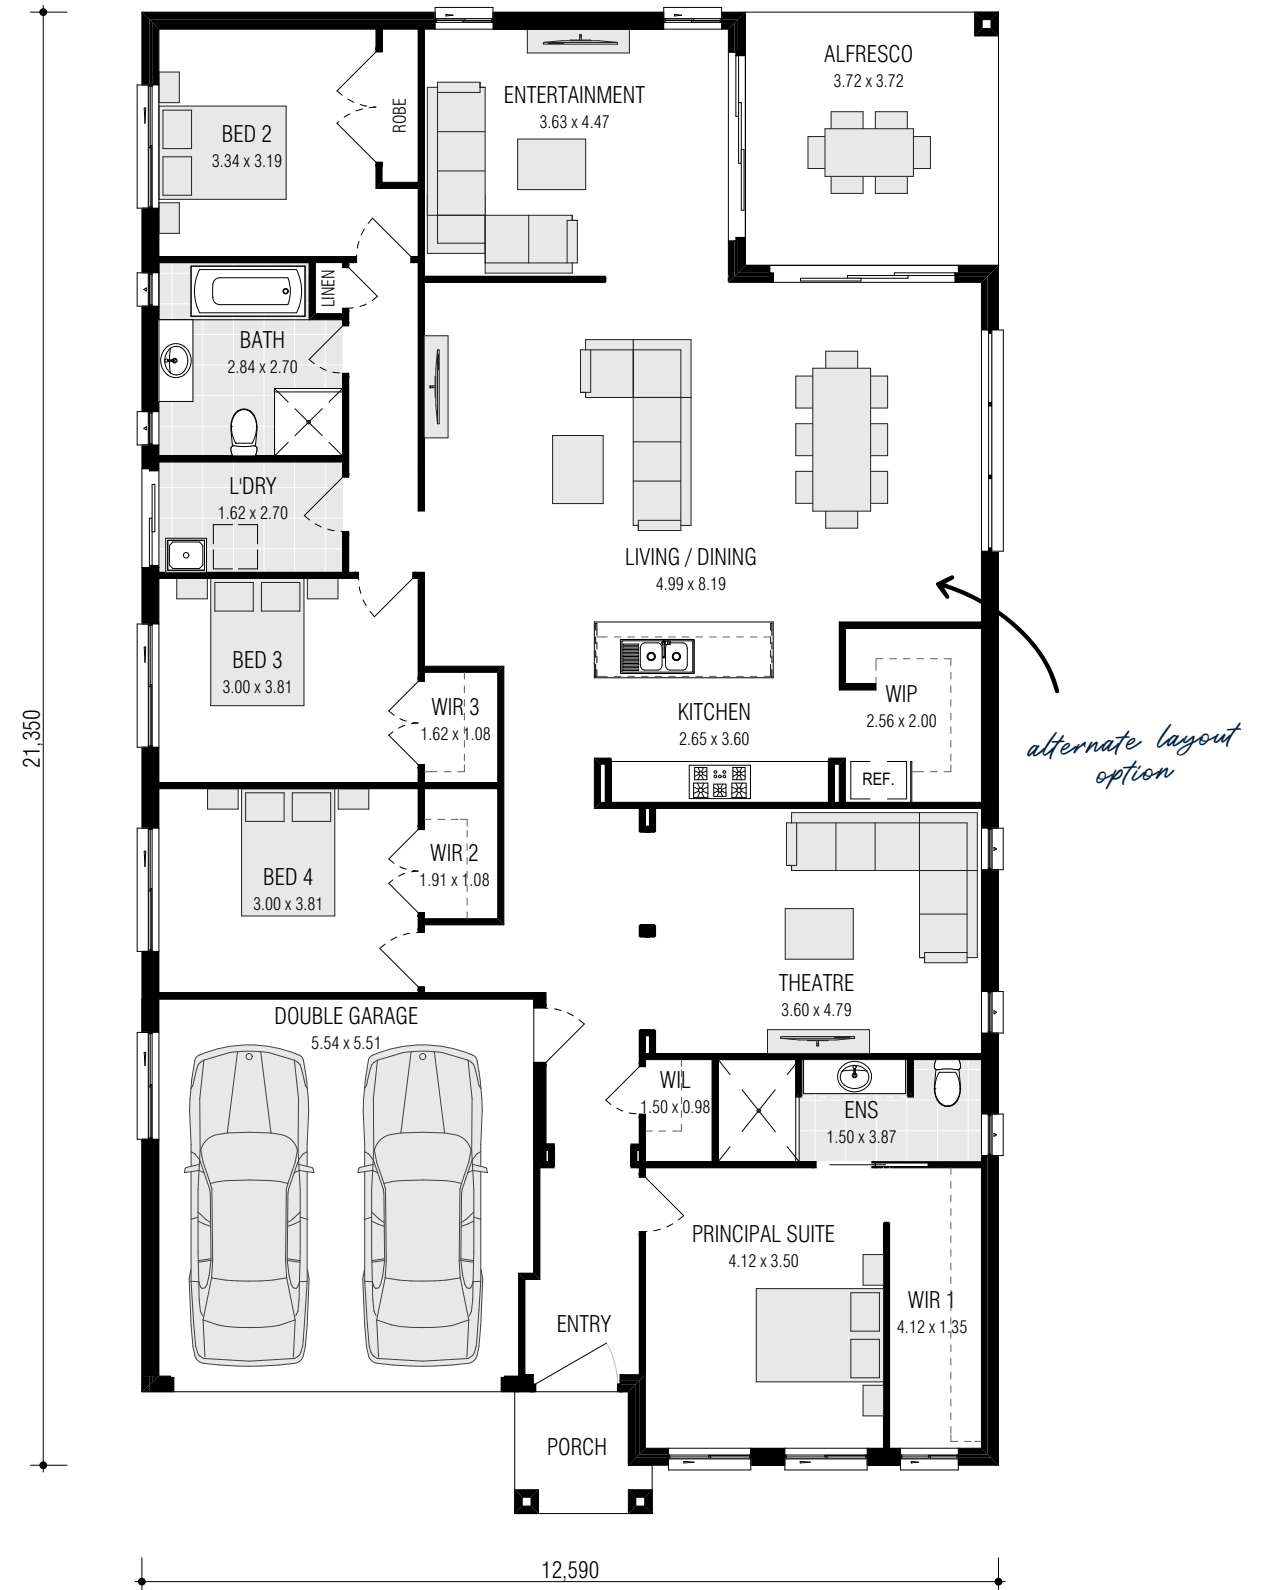 ALFRESCO
3.72 x 3.72
ENTERTAINMENT
3.63 x 4.47
ROBE
BED 2
3.34 x 3.19
LINEN
BATH
2.84 x 2.70
L'DRY
1.62 x 2.70
LIVING / DINING
4.99 x 8.19
BED 3
3.00 x 3.81
WIR 3
1.62 x 1.08
KITCHEN
2.65 x 3.60
WIP
2.56 x 2.00
REF.
alternate layout
option
21,350
WIR 2
1.91 x 1.08
BED 4
3.00 x 3.81
THEATRE
3.60 x 4.79
DOUBLE GARAGE
5.54 x 5.51
WIL
1.50 x 0.98
ENS
1.50 x 3.87
PRINCIPAL SUITE
4.12 x 3.50
WIR 1
4.12 x 1.35
ENTRY
PORCH
12,590